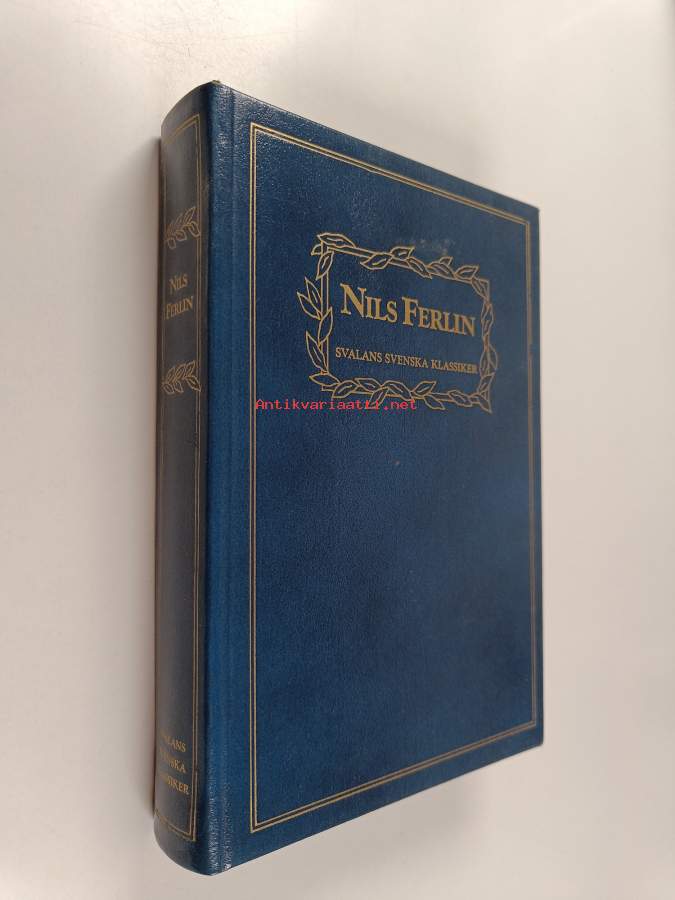 NILS FERLIN
SVALANS SVENSKA KLASSIKER
Antikvariaatti.net
NILS
FERLIN